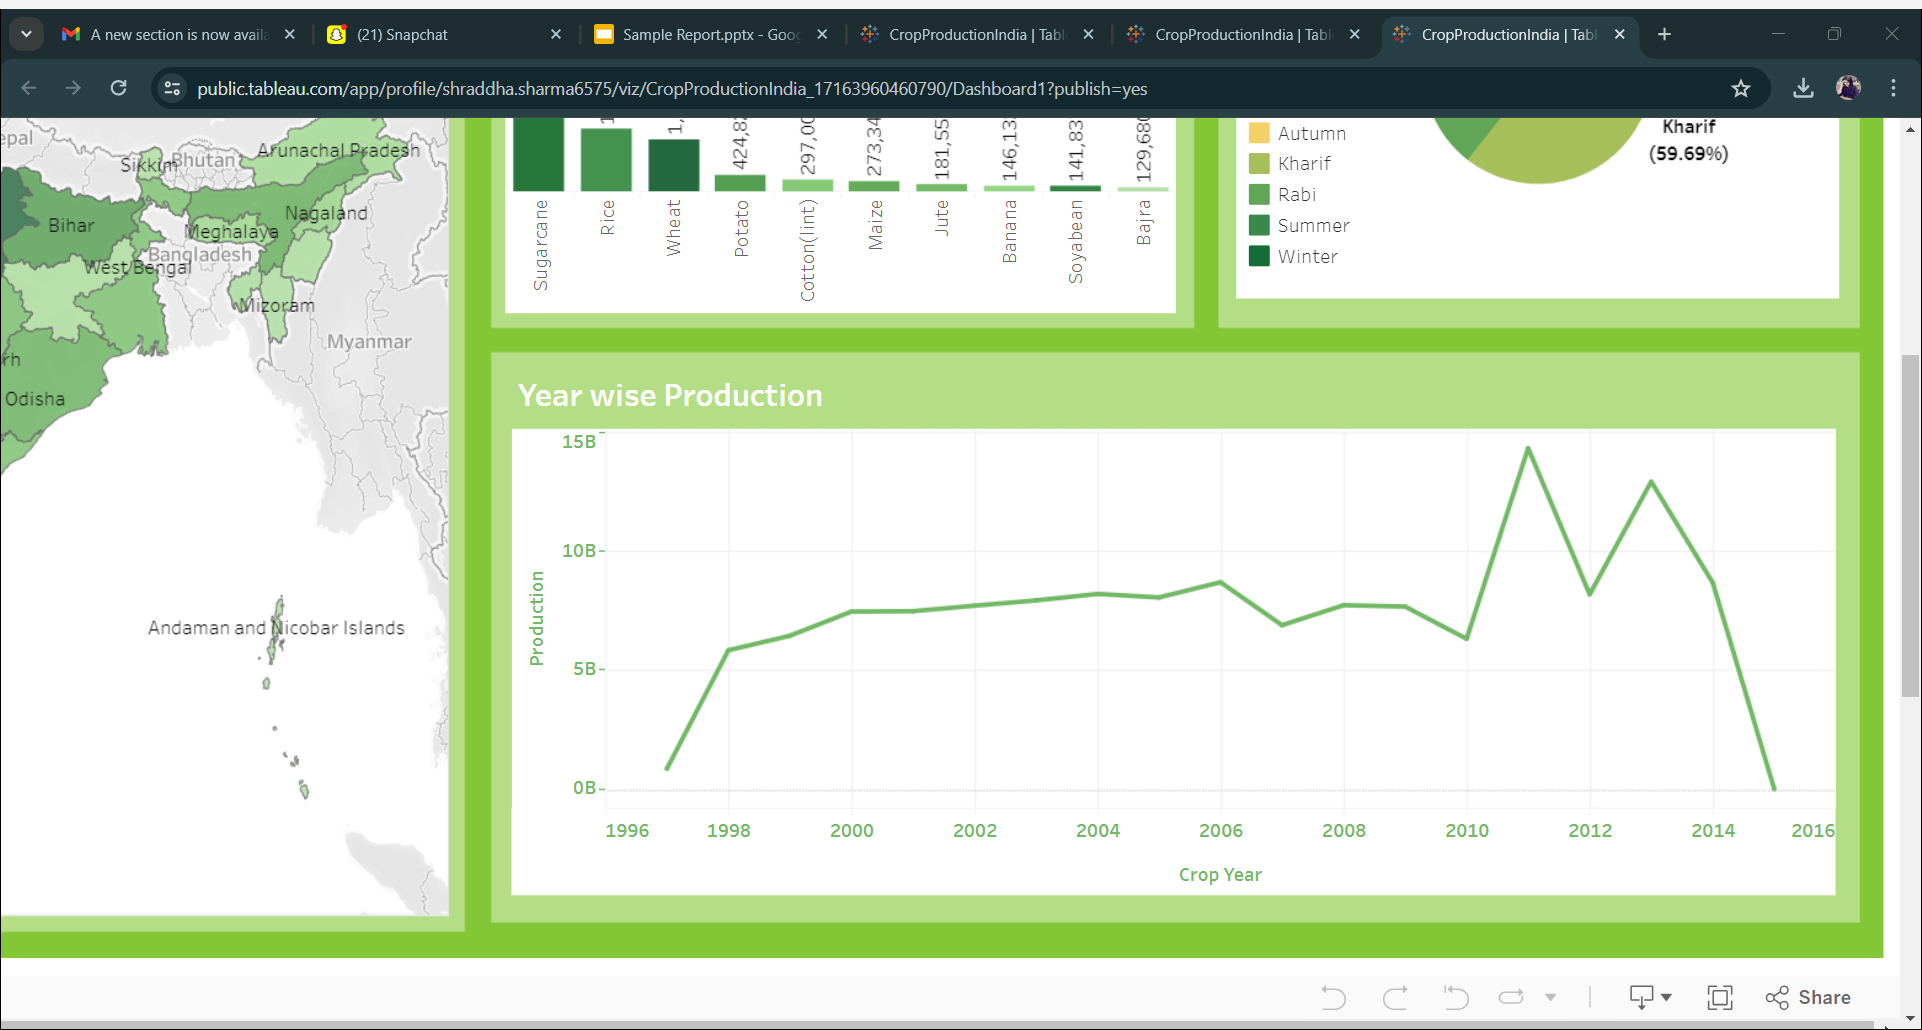 A new section is now availa
(21) Snapchat
Sample Report.pptx - Goog
CropProductionIndia | Tabl
CropProductionIndia | Tabl
CropProductionIndia | Tabl
public.tableau.com/app/profile/shraddha.sharma6575/viz/CropProductionIndia_17163960460790/Dashboard1?publish=yes
epal
Sikkim
Bhutan
Arunachal Pradesh
Bihar
Nagaland
Meghalaya
Bangladesh
West Bengal
Mizoram
Myanmar
rh
Odisha
Andaman and Nicobar Islands
1
1,
424,8
297,00
273,34
181,55
146,13
141,83
129,680
Sugarcane
Rice
Wheat
Potato
Cotton(lint)
Maize
Jute
Banana
Soyabean
Bajra
Autumn
Kharif
Rabi
Summer
Winter
Kharif
(59.69%)
Year wise Production
15B
10B
5B
0B
Production
1996 1998 2000 2002 2004 2006 2008 2010 2012 2014 2016
Crop Year
Share